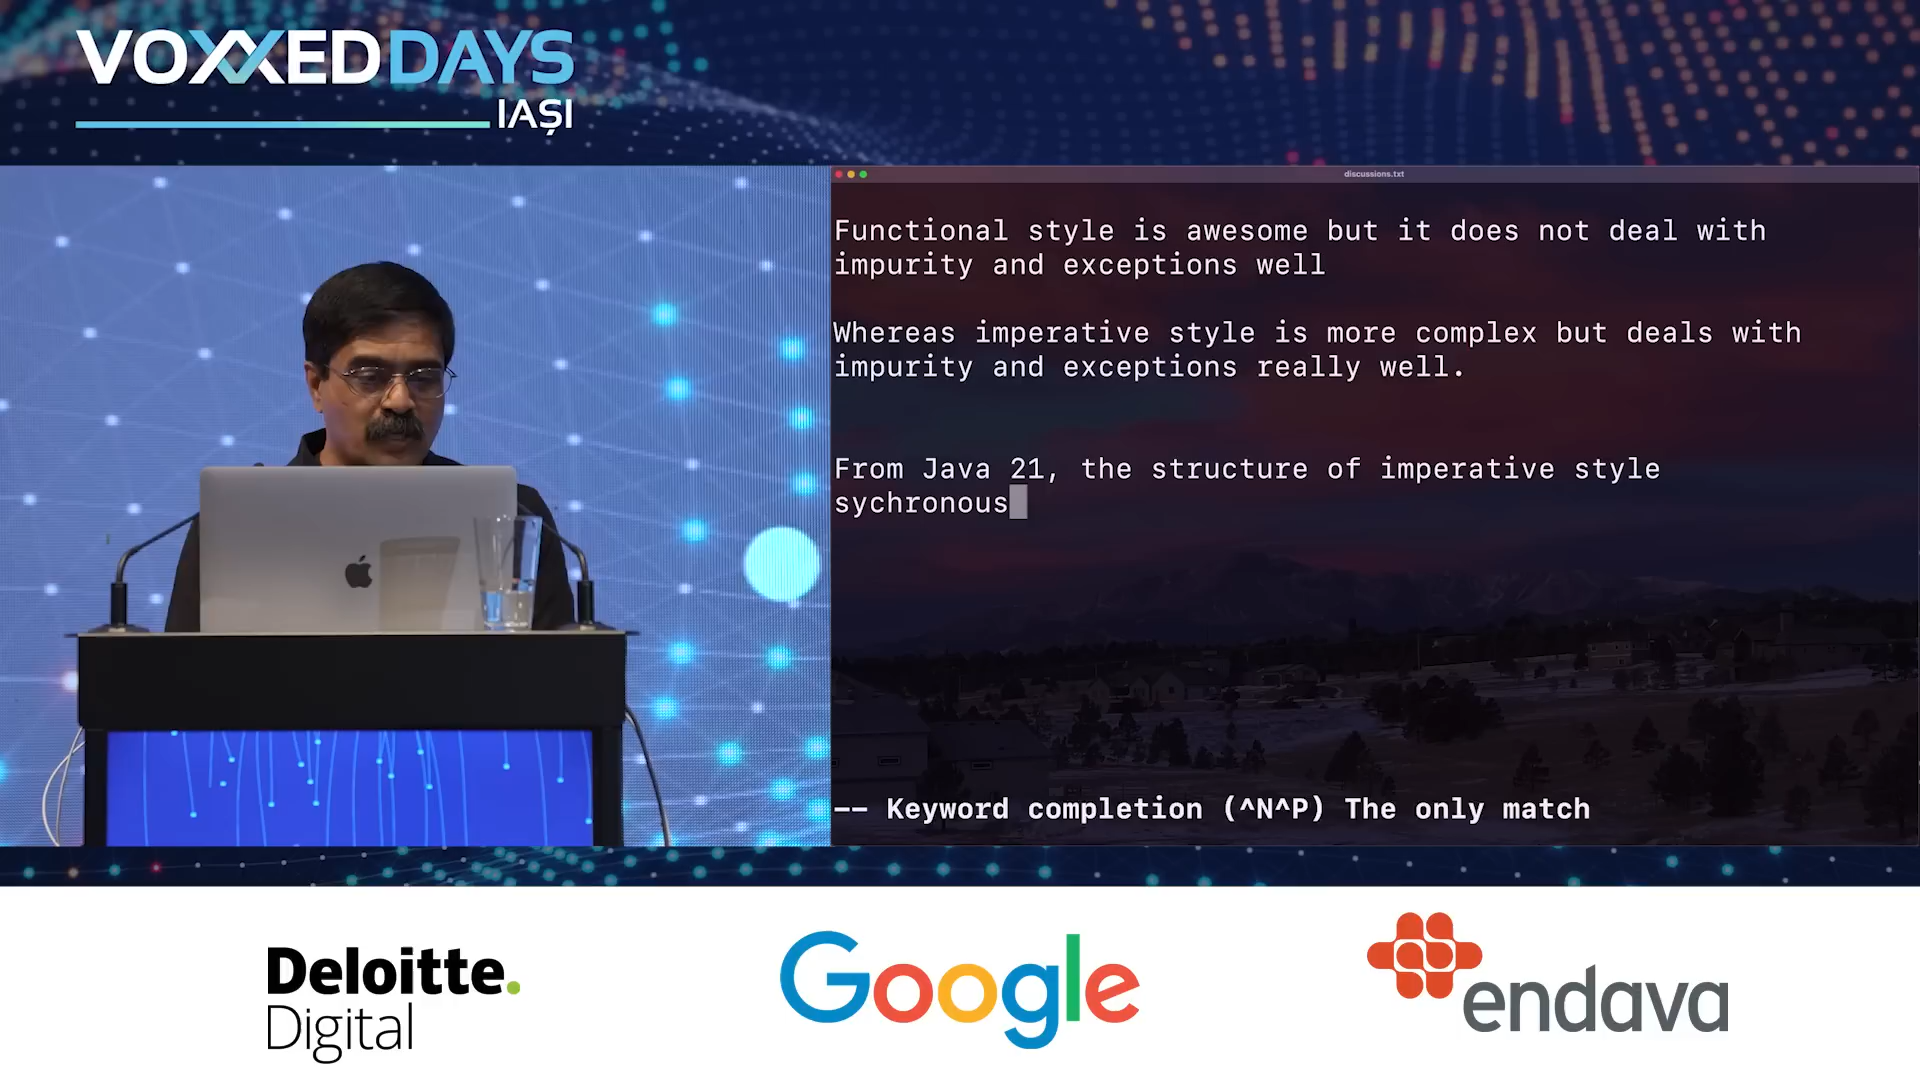 VOXXEDDAYS
IAȘI
discussions.txt
Functional style is awesome but it does not deal with
impurity and exceptions well
Whereas imperative style is more complex but deals with
impurity and exceptions really well.
From Java 21, the structure of imperative style
sychronous
-- Keyword completion (^N^P) The only match
Deloitte.
Digital
Google
endava